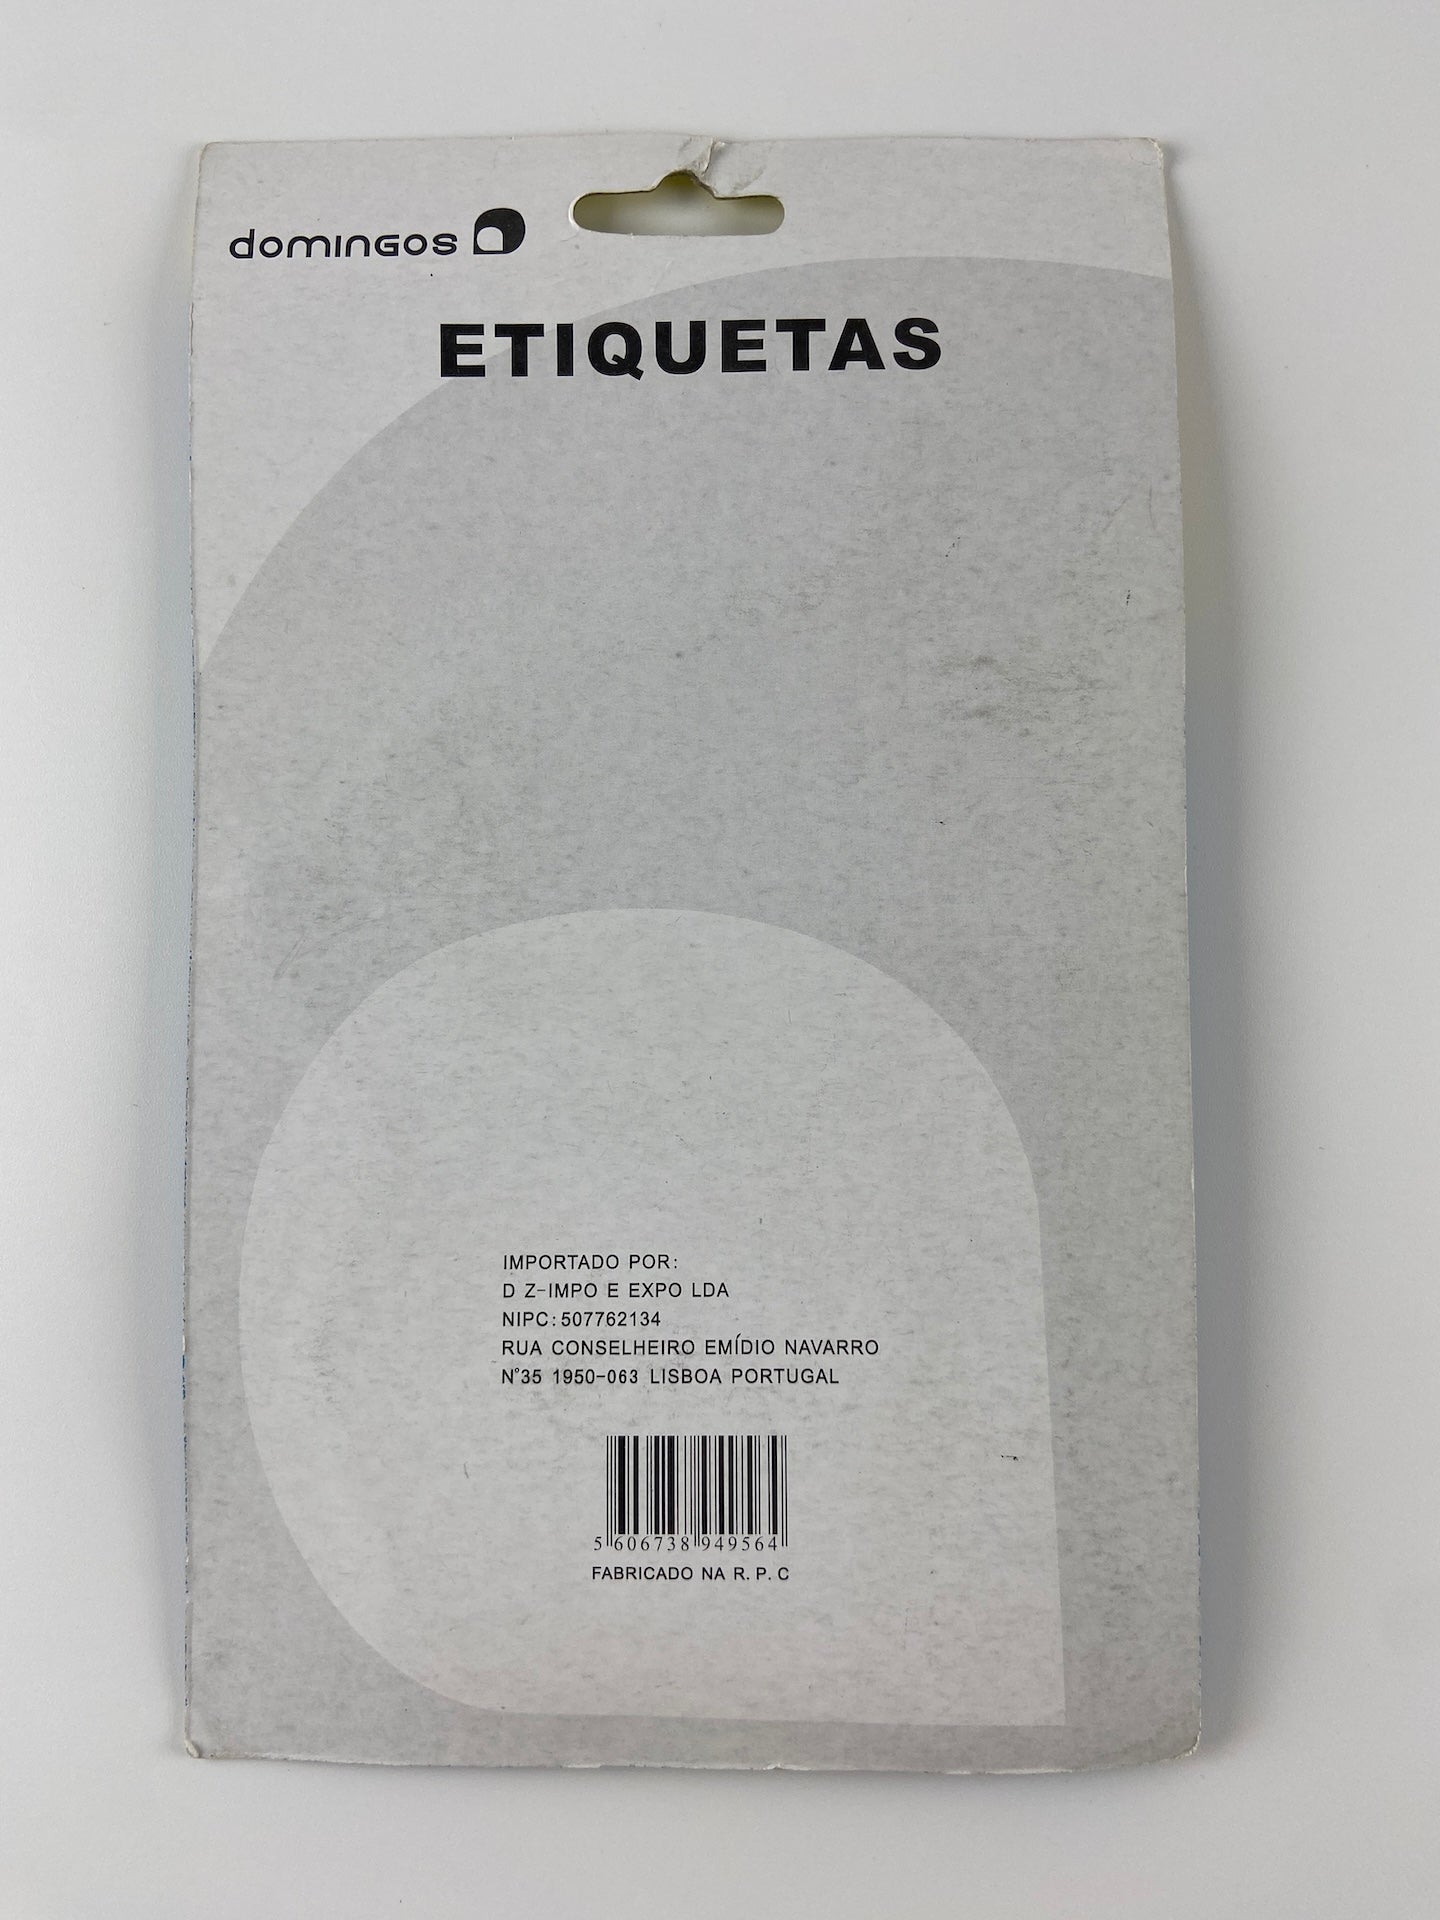 domingos
ETIQUETAS
IMPORTADO POR:
D Z-IMPO E EXPO LDA
NIPC:507762134
RUA CONSELHEIRO EMÍDIO NAVARRO
N°35 1950-063 LISBOA PORTUGAL
5 606738 949564
FABRICADO NA R. P. C